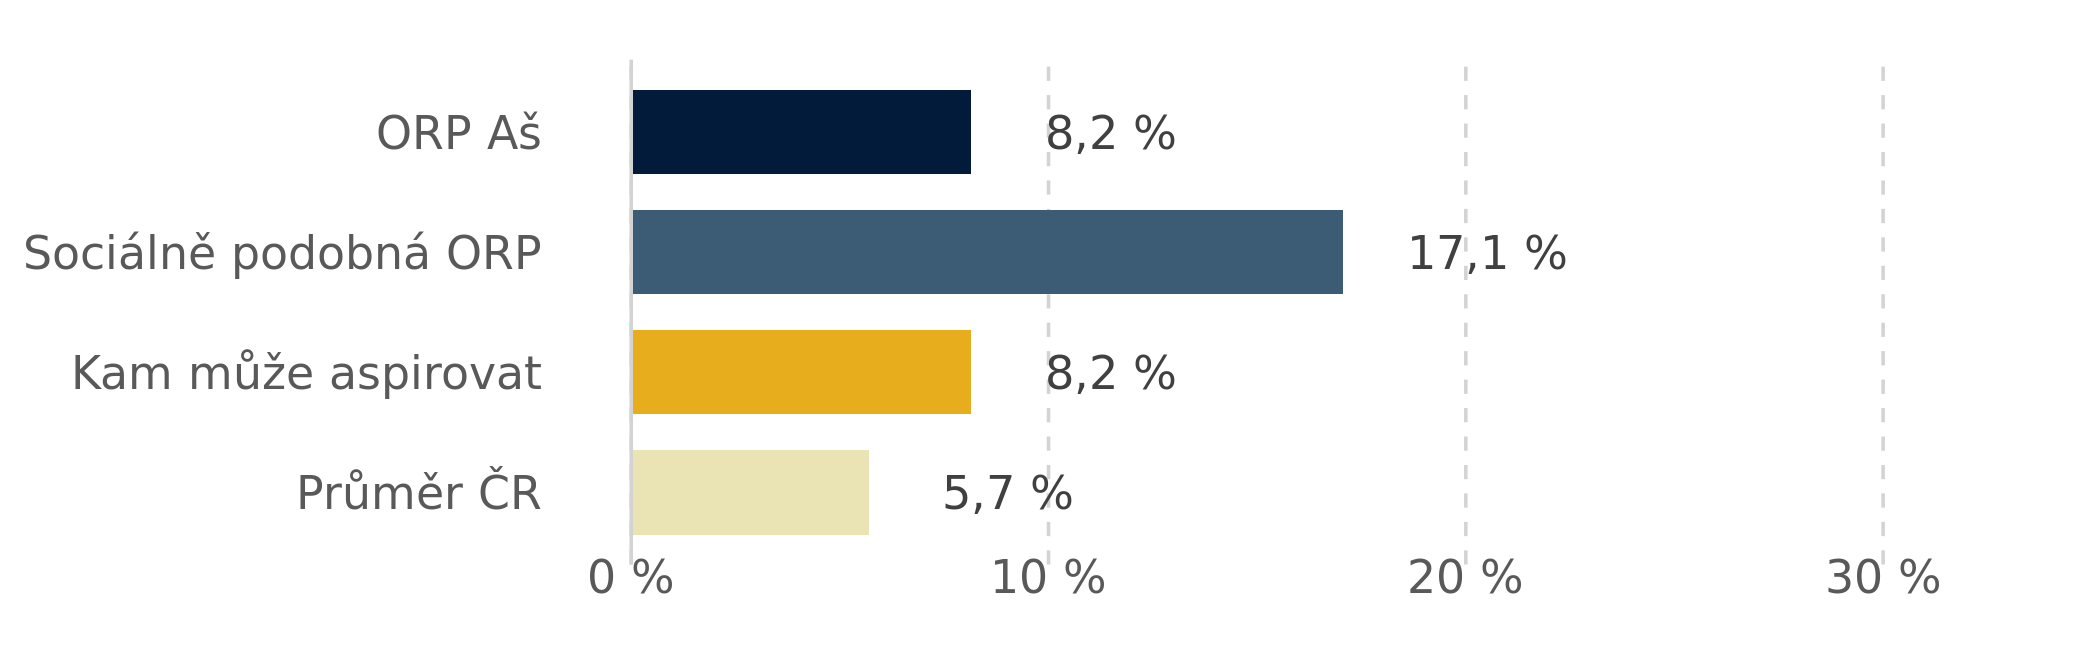 ORP Aš 8,2 %
Sociálně podobná ORP 17,1 %
Kam může aspirovat 8,2 %
Průměr ČR 5,7 %
0 % 10 % 20 % 30 %